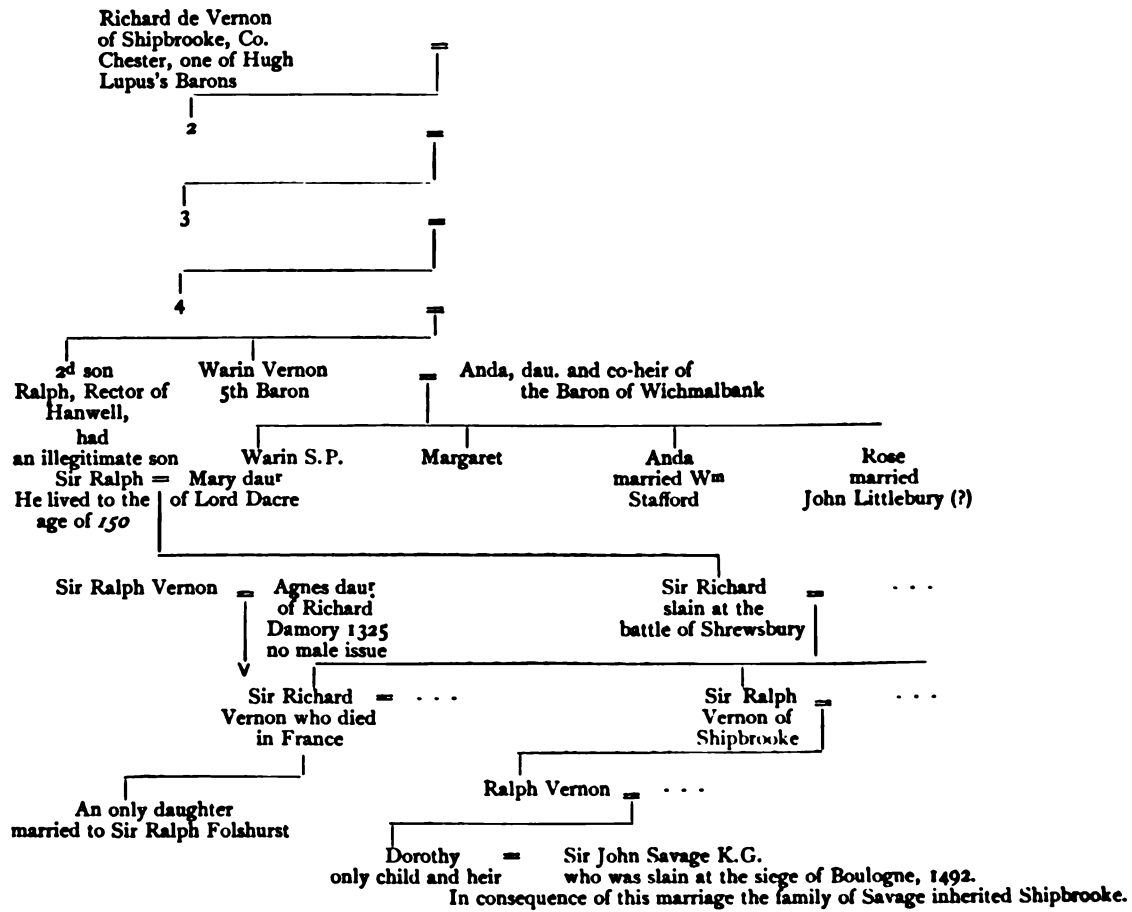 Richard de Vernon
of Shipbrooke, Co.
Chester, one of Hugh
Lupus's Barons
=
2
=
3
=
4
=
2d son
Ralph, Rector of
Hanwell,
had
an illegitimate son
Sir Ralph = Mary daur
He lived to the of Lord Dacre
age of 150
Warin Vernon
5th Baron
=
Anda, dau. and co-heir of
the Baron of Wichmalbank
Warin S.P.
Margaret
Anda
married Wm
Stafford
Rose
married
John Littlebury (?)
Sir Ralph Vernon =
Agnes daur
of Richard
Damory 1325
no male issue
Sir Richard = . . .
slain at the
battle of Shrewsbury
Sir Richard = . . .
Vernon who died
in France
Sir Ralph = . . .
Vernon of
Shipbrooke
An only daughter
married to Sir Ralph Folshurst
Ralph Vernon = . . .
Dorothy = Sir John Savage K.G.
only child and heir who was slain at the siege of Boulogne, 1492.
In consequence of this marriage the family of Savage inherited Shipbrooke.